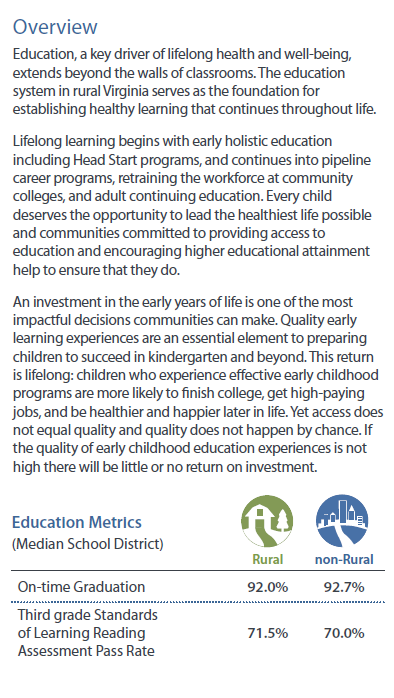 Overview
Education, a key driver of lifelong health and well-being,
extends beyond the walls of classrooms. The education
system in rural Virginia serves as the foundation for
establishing healthy learning that continues throughout life.
Lifelong learning begins with early holistic education
including Head Start programs, and continues into pipeline
career programs, retraining the workforce at community
colleges, and adult continuing education. Every child
deserves the opportunity to lead the healthiest life possible
and communities committed to providing access to
education and encouraging higher educational attainment
help to ensure that they do.
An investment in the early years of life is one of the most
impactful decisions communities can make. Quality early
learning experiences are an essential element to preparing
children to succeed in kindergarten and beyond. This return
is lifelong: children who experience effective early childhood
programs are more likely to finish college, get high-paying
jobs, and be healthier and happier later in life. Yet access does
not equal equality and quality does not happen by chance. If
the quality of early childhood education experiences is not
high there will be little or no return on investment.
Education Metrics
(Median School District)
Rural non-Rural
On-time Graduation 92.0% 92.7%
Third grade Standards
of Learning Reading 71.5% 70.0%
Assessment Pass Rate